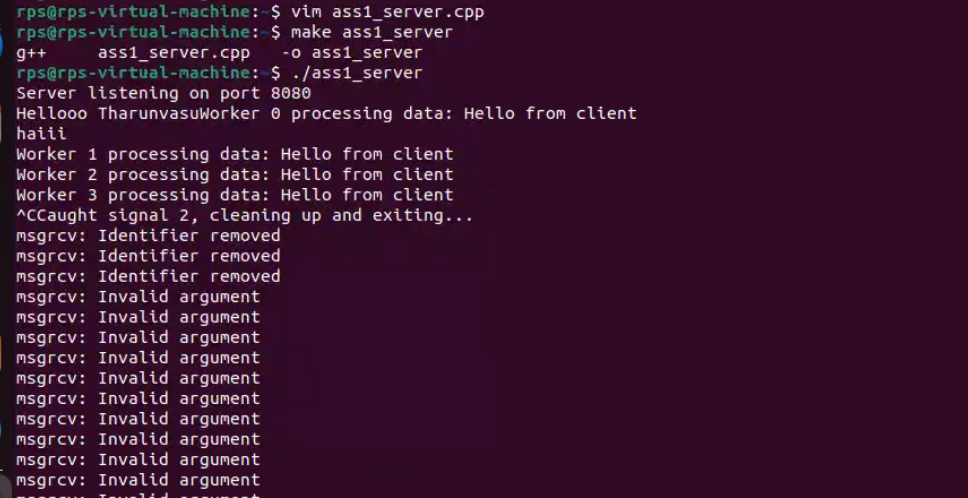 rps@rps-virtual-machine:~$ vim ass1_server.cpp
rps@rps-virtual-machine:~$ make ass1_server
g++     ass1_server.cpp   -o ass1_server
rps@rps-virtual-machine:~$ ./ass1_server
Server listening on port 8080
Hellooo TharunvasuWorker 0 processing data: Hello from client
haiii
Worker 1 processing data: Hello from client
Worker 2 processing data: Hello from client
Worker 3 processing data: Hello from client
^CCaught signal 2, cleaning up and exiting...
msgrcv: Identifier removed
msgrcv: Identifier removed
msgrcv: Identifier removed
msgrcv: Invalid argument
msgrcv: Invalid argument
msgrcv: Invalid argument
msgrcv: Invalid argument
msgrcv: Invalid argument
msgrcv: Invalid argument
msgrcv: Invalid argument
msgrcv: Invalid argument
msgrcv: Invalid argument
msgrcv: Invalid argument